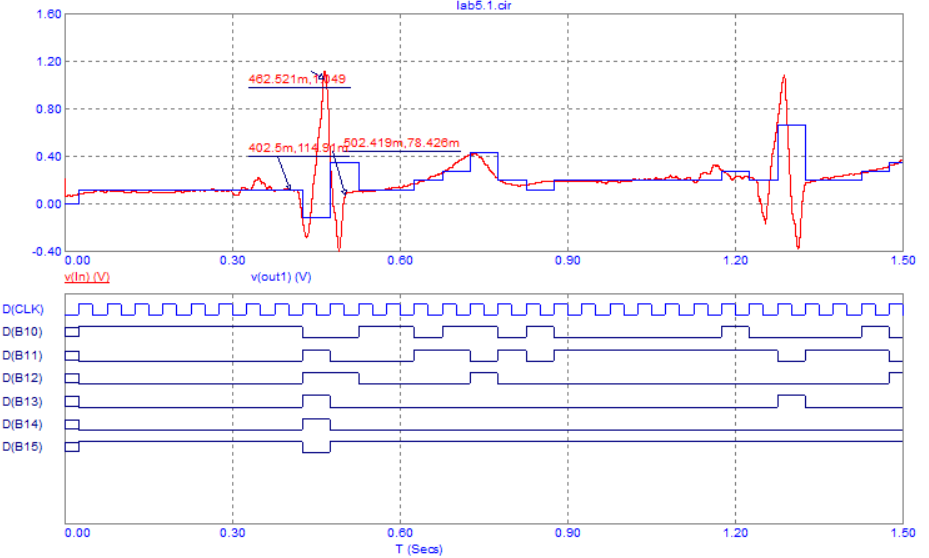 lab5.1.cir
1.60
1.20
462.521m,1.049
0.80
402.5m,114.91m
502.419m,78.426m
0.40
0.00
-0.40
0.00 0.30 0.60 0.90 1.20 1.50
v(In) (V) v(out1) (V)
D(CLK)
D(B10)
D(B11)
D(B12)
D(B13)
D(B14)
D(B15)
0.00 0.30 0.60 0.90 1.20 1.50
T (Secs)